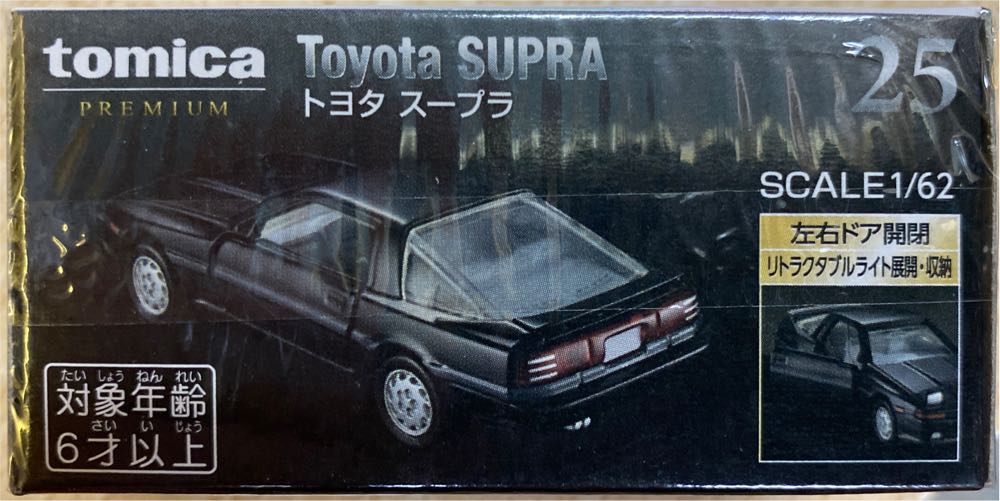 tomica
PREMIUM
Toyota SUPRA
トヨタ スープラ
25
SCALE1/62
左右ドア開閉
リトラクタブルライト展開・収納
たい しょう ねん れい
対象年齢
さい い じょう
6才以上